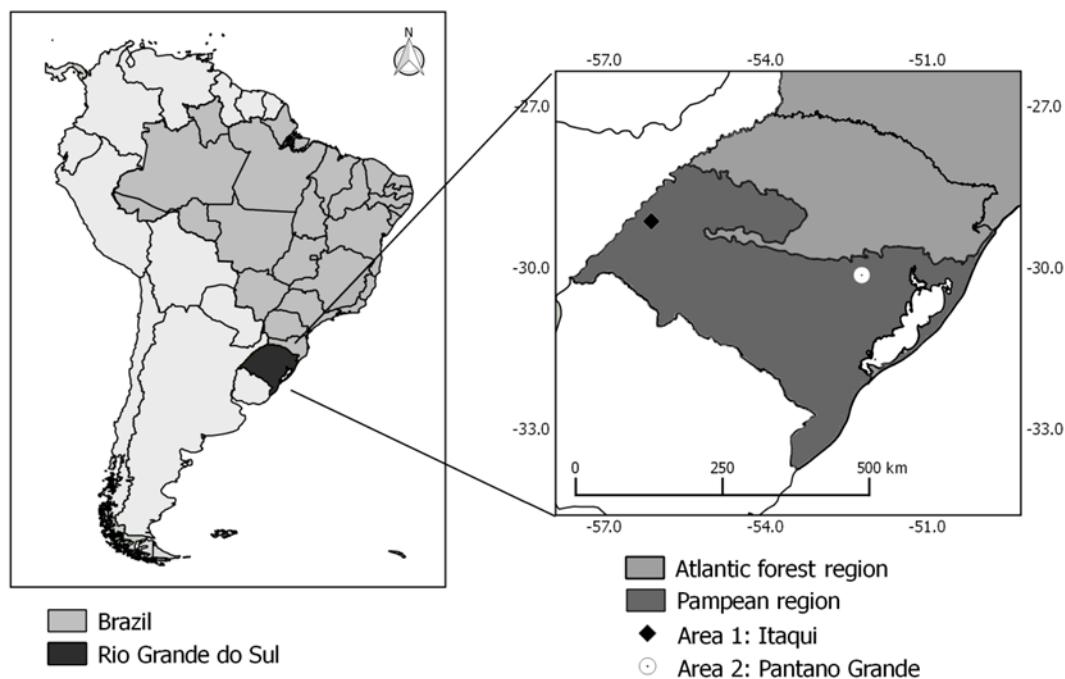 N
-57.0 -54.0 -51.0
-27.0 -27.0
-30.0 -30.0
-33.0 -33.0
0 250 500 km
-57.0 -54.0 -51.0
Atlantic forest region
Pampean region
Area 1: Itaqui
Area 2: Pantano Grande
Brazil
Rio Grande do Sul